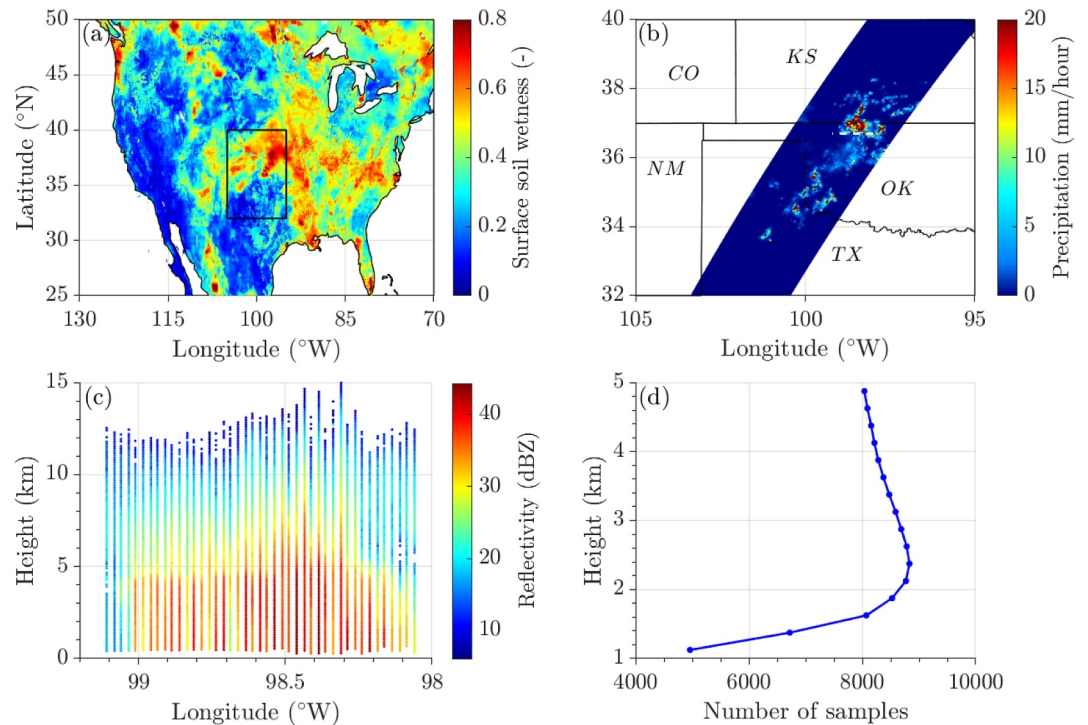 (a)
50
45
40
35
30
25
130
115
100
85
70
Latitude (°N)
Longitude (°W)
0.8
0.6
0.4
0.2
0
Surface soil wetness (-)
(b)
40
38
36
34
32
105
100
95
CO
KS
NM
OK
TX
Longitude (°W)
20
15
10
5
0
Precipitation (mm/hour)
(c)
15
10
5
0
99
98.5
98
Height (km)
Longitude (°W)
40
30
20
10
Reflectivity (dBZ)
(d)
5
4
3
2
1
4000
6000
8000
10000
Height (km)
Number of samples